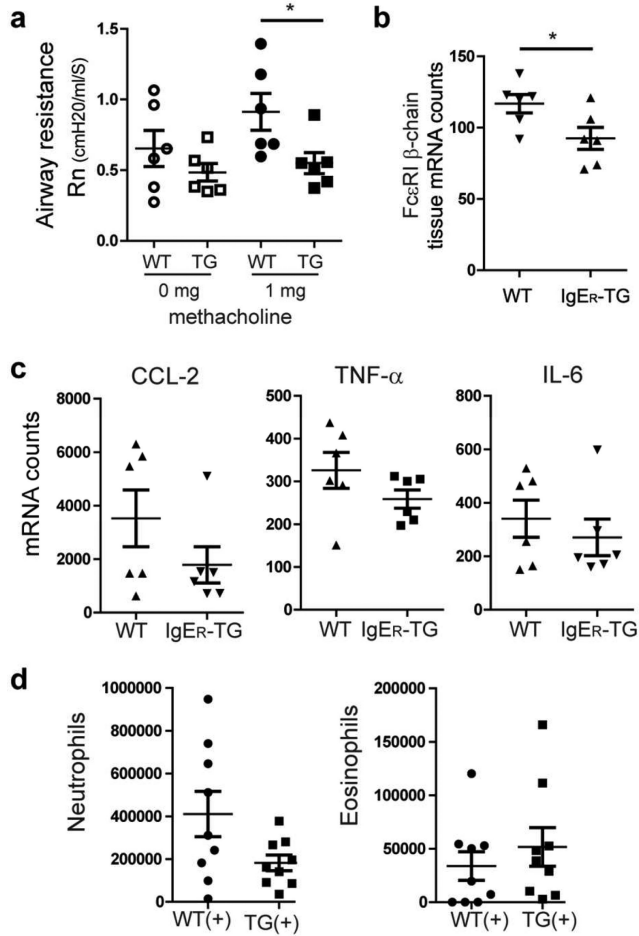 a
Airway resistance
Rn (cmH20/ml/S)
1.5
1.0
0.5
0.0
*
WT TG WT TG
0 mg 1 mg
methacholine
b
FcεRI β-chain
tissue mRNA counts
150
100
50
0
*
WT IgER-TG
c
mRNA counts
CCL-2
8000
6000
4000
2000
0
WT IgER-TG
TNF-α
500
400
300
200
100
0
WT IgER-TG
IL-6
800
600
400
200
0
WT IgER-TG
d
Neutrophils
1000000
800000
600000
400000
200000
0
WT(+) TG(+)
Eosinophils
200000
150000
100000
50000
0
WT(+) TG(+)